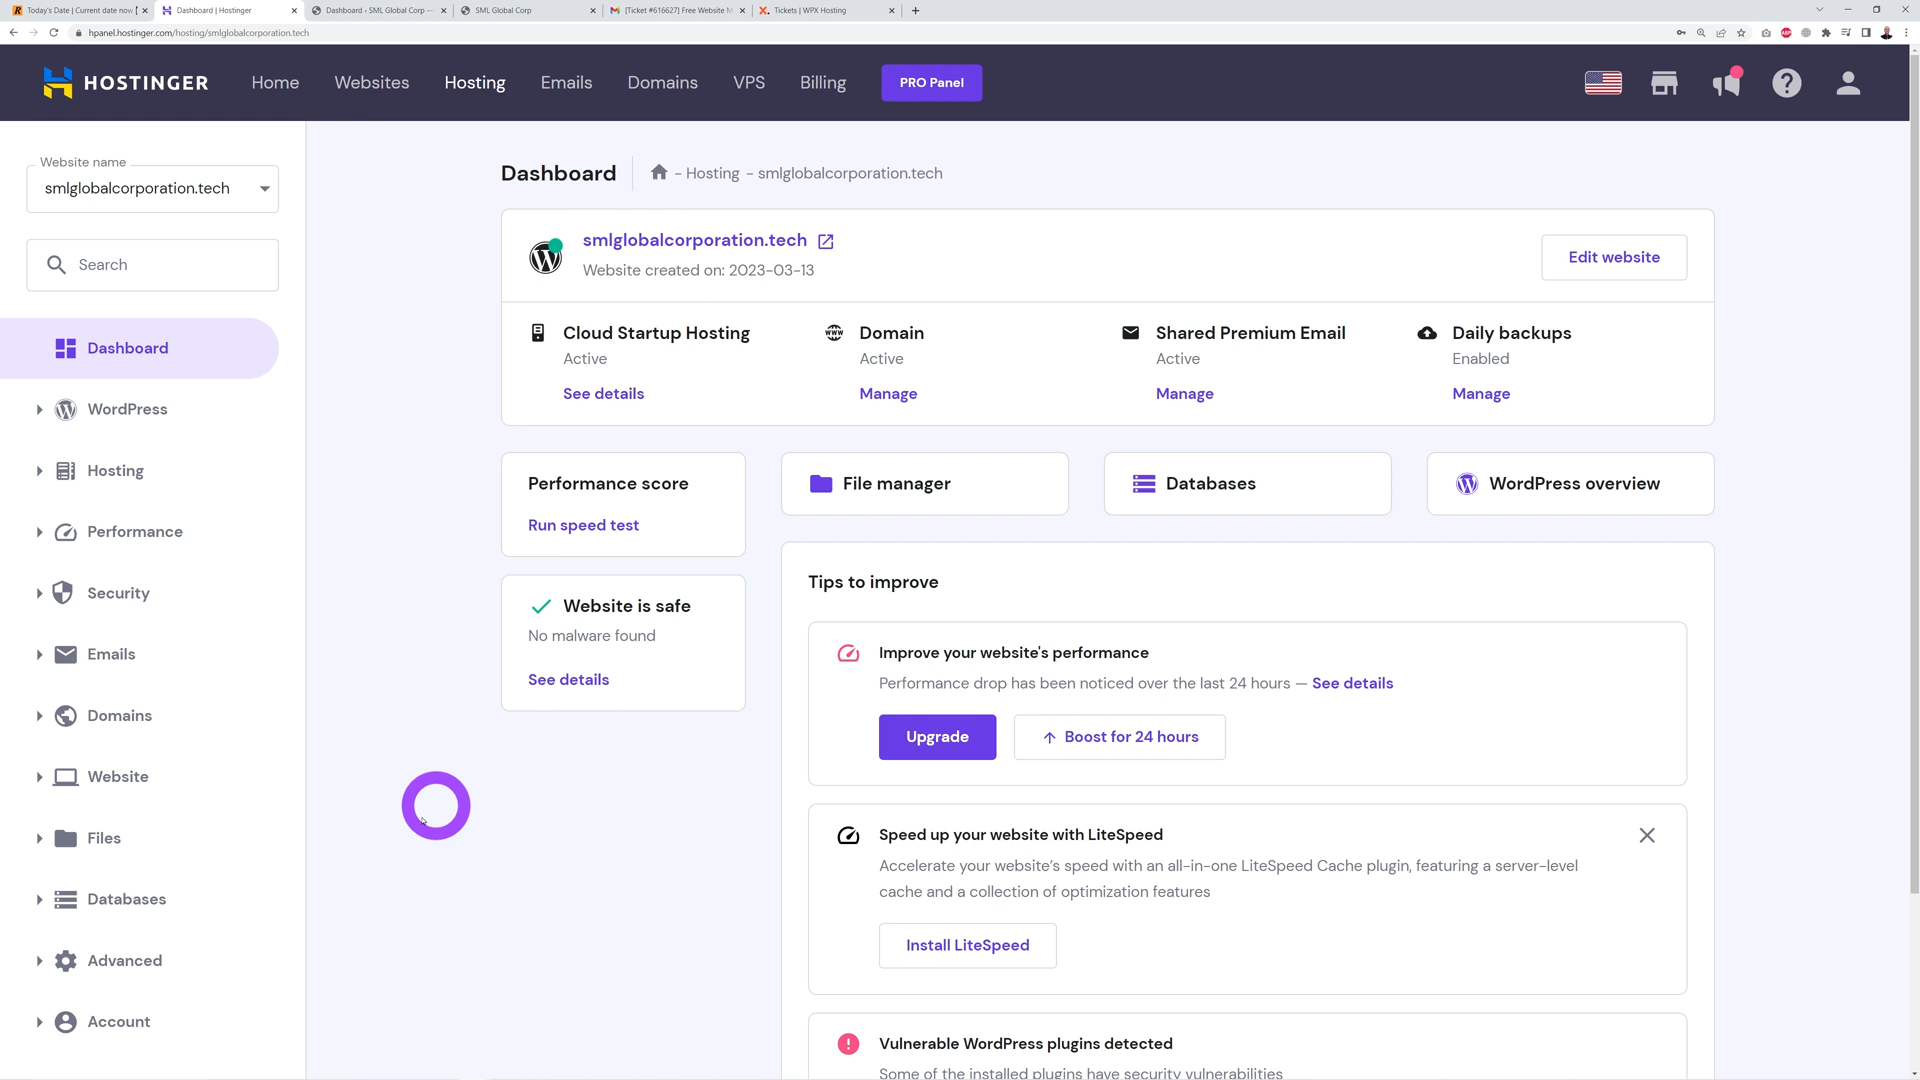 Today's Date | Current date now
Dashboard | Hostinger
Dashboard ‹ SML Global Corp —
SML Global Corp
[Ticket #616627] Free Website M
Tickets | WPX Hosting
hpanel.hostinger.com/hosting/smlglobalcorporation.tech
HOSTINGER
Home
Websites
Hosting
Emails
Domains
VPS
Billing
PRO Panel
Website name
smlglobalcorporation.tech
Search
Dashboard
WordPress
Hosting
Performance
Security
Emails
Domains
Website
Files
Databases
Advanced
Account
Dashboard
- Hosting - smlglobalcorporation.tech
smlglobalcorporation.tech
Website created on: 2023-03-13
Edit website
Cloud Startup Hosting
Active
See details
Domain
Active
Manage
Shared Premium Email
Active
Manage
Daily backups
Enabled
Manage
Performance score
Run speed test
File manager
Databases
WordPress overview
Website is safe
No malware found
See details
Tips to improve
Improve your website's performance
Performance drop has been noticed over the last 24 hours — See details
Upgrade
Boost for 24 hours
Speed up your website with LiteSpeed
Accelerate your website’s speed with an all-in-one LiteSpeed Cache plugin, featuring a server-level
cache and a collection of optimization features
Install LiteSpeed
Vulnerable WordPress plugins detected
Some of the installed plugins have security vulnerabilities